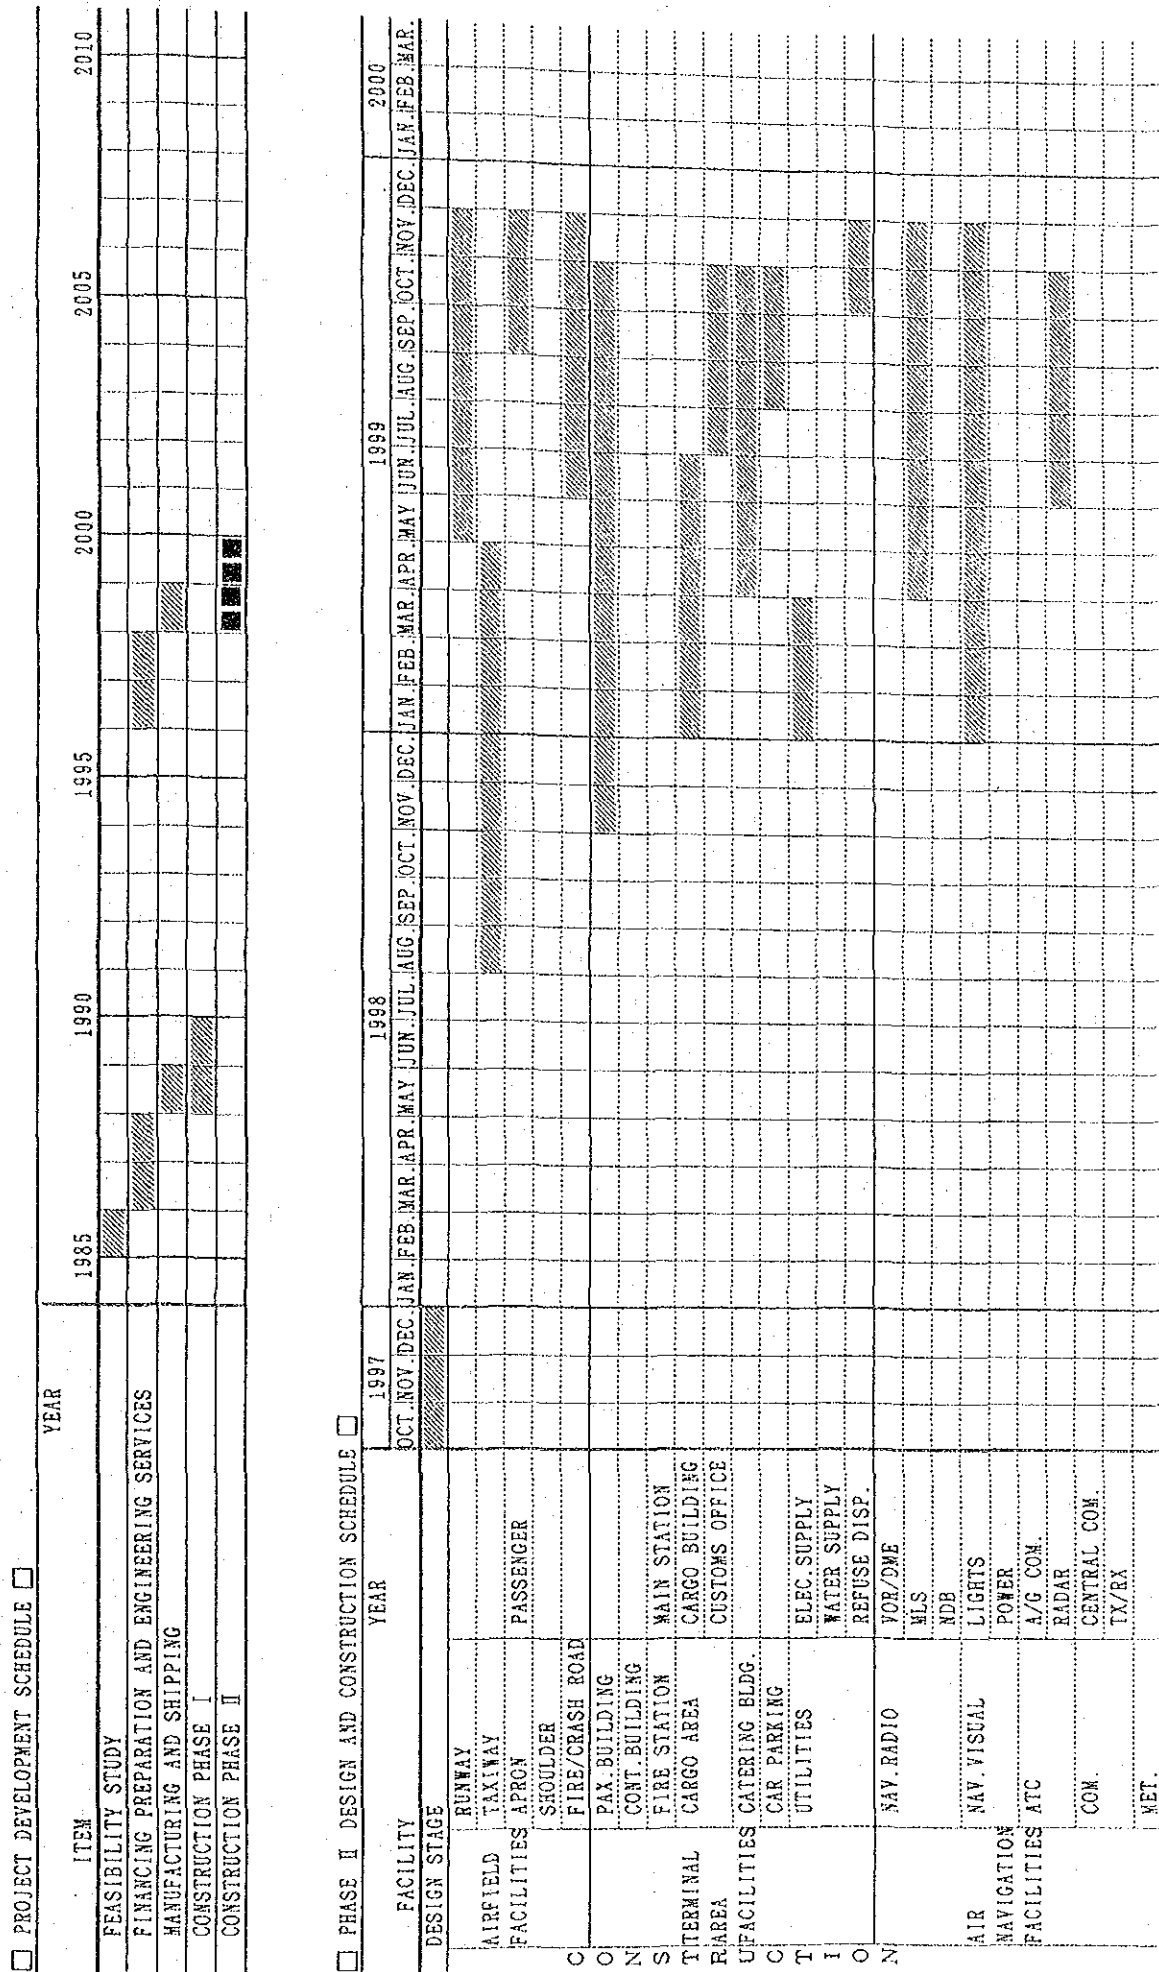 □ PROJECT DEVELOPMENT SCHEDULE □
ITEM YEAR 1985 1990 1995 2000 2005 2010
FEASIBILITY STUDY
FINANCING PREPARATION AND ENGINEERING SERVICES
MANUFACTURING AND SHIPPING
CONSTRUCTION PHASE Ⅰ
CONSTRUCTION PHASE Ⅱ
□ PHASE Ⅱ DESIGN AND CONSTRUCTION SCHEDULE □
YEAR 1997 1998 1999 2000
FACILITY OCT. NOV. DEC. JAN. FEB. MAR. APR. MAY JUN. JUL. AUG. SEP. OCT. NOV. DEC. JAN. FEB. MAR. APR. MAY JUN. JUL. AUG. SEP. OCT. NOV. DEC. JAN. FEB. MAR.
DESIGN STAGE
CONSTRUCTION
AIRFIELD FACILITIES
RUNWAY
TAXIWAY
APRON PASSENGER
SHOULDER
FIRE/CRASH ROAD
TERMINAL AREA FACILITIES
PAX. BUILDING
CONT. BUILDING
FIRE STATION MAIN STATION
CARGO AREA CARGO BUILDING
CUSTOMS OFFICE
CATERING BLDG.
CAR PARKING
UTILITIES ELEC. SUPPLY
WATER SUPPLY
REFUSE DISP.
AIR NAVIGATION FACILITIES
NAV. RADIO VOR/DME
MLS
NDB
NAV. VISUAL LIGHTS
POWER
ATC A/G COM.
RADAR
COM. CENTRAL COM.
TX/RX
MET.